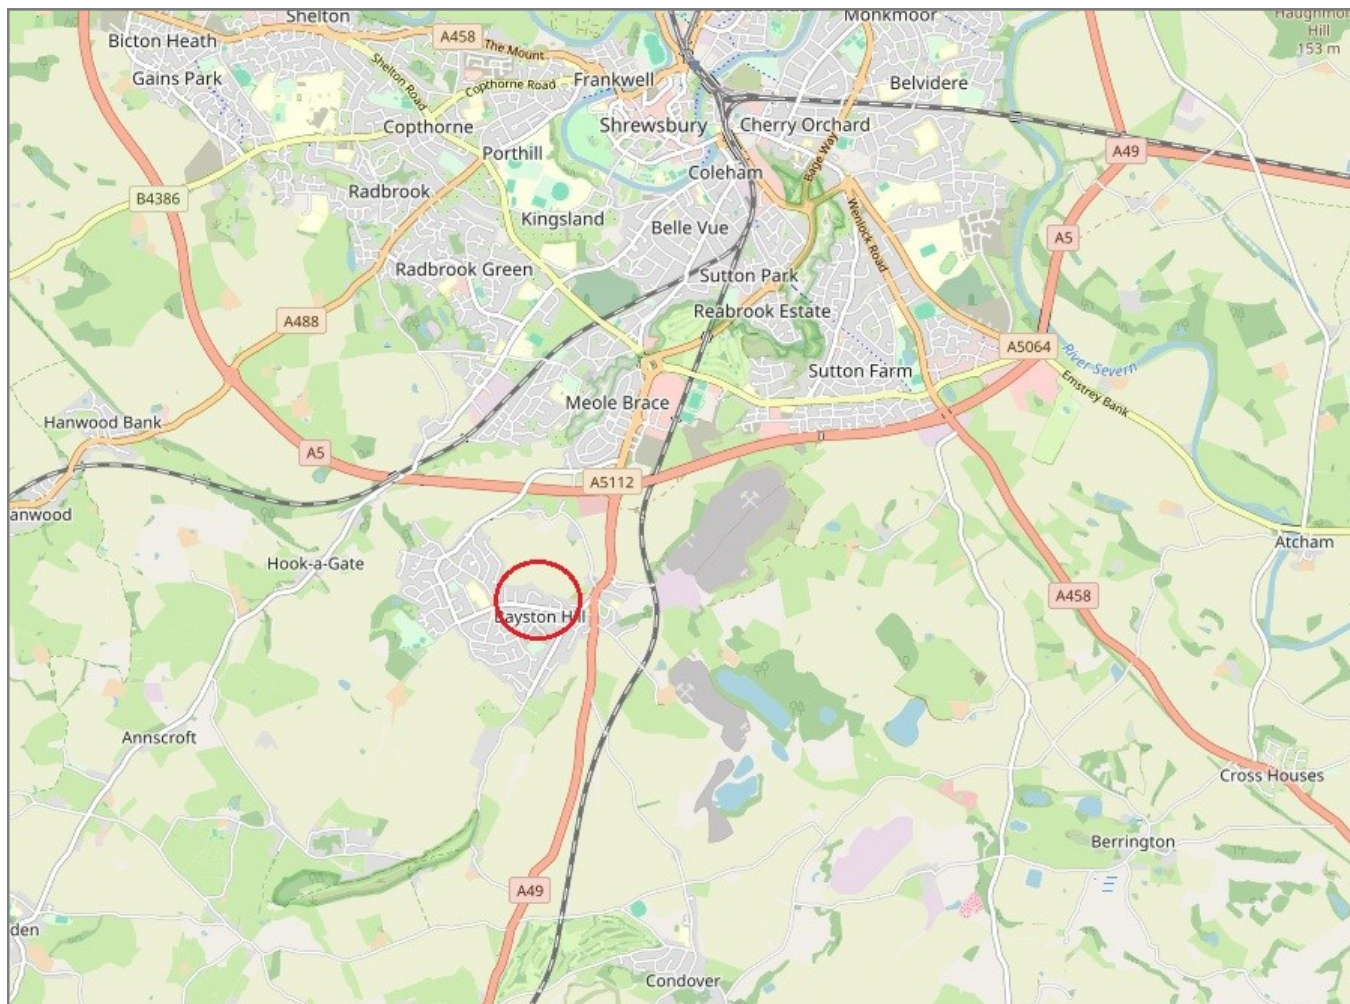 Shelton
Monkmoor
Haughmo
Hill
153 m
Bicton Heath
A458
The Mount
Gains Park
Shelton Road
Copthorne Road
Frankwell
Belvidere
Copthorne
Shrewsbury
Cherry Orchard
Porthill
Bage Way
A49
Coleham
B4386
Radbrook
Kingsland
Belle Vue
Wenlock Road
A5
Radbrook Green
Sutton Park
Reabrook Estate
A488
A5064
River Severn
Sutton Farm
Emstrey Bank
Meole Brace
Hanwood Bank
A5
A5112
anwood
Atcham
Hook-a-Gate
A458
Bayston Hill
Annscroft
Cross Houses
Berrington
A49
den
Condover